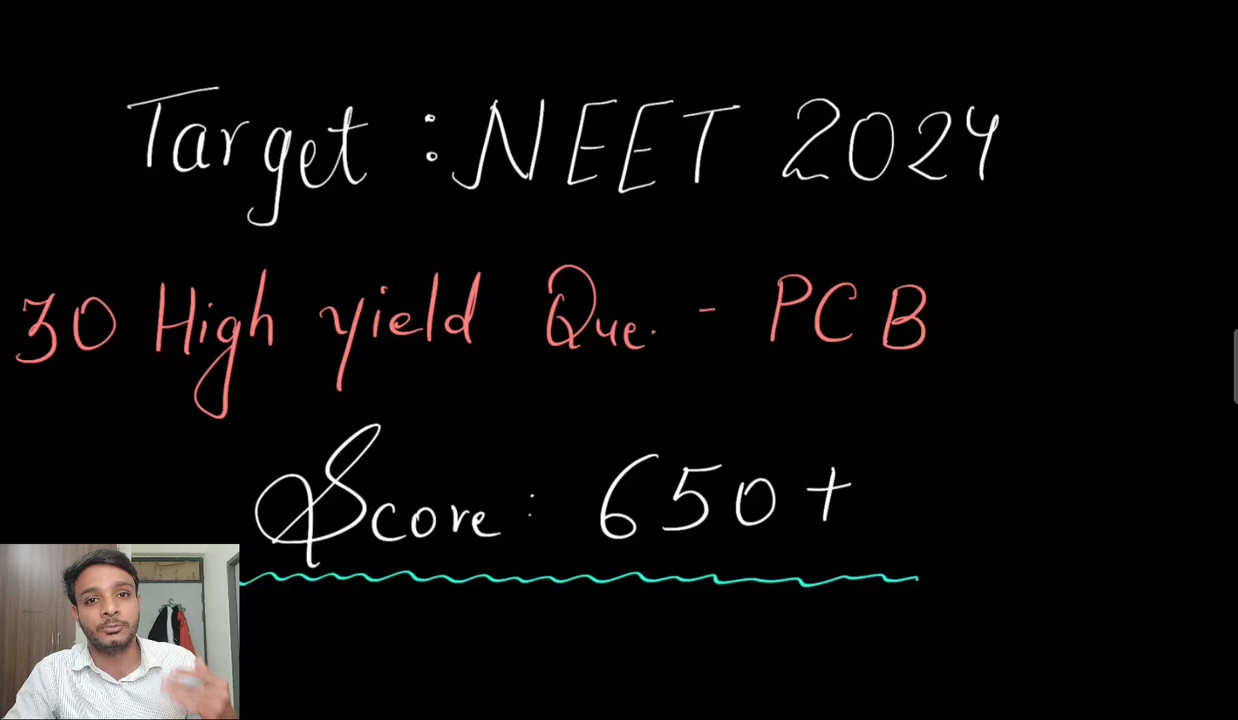 Target : NEET 2024
30 High yield Que. - PCB
Score : 650+